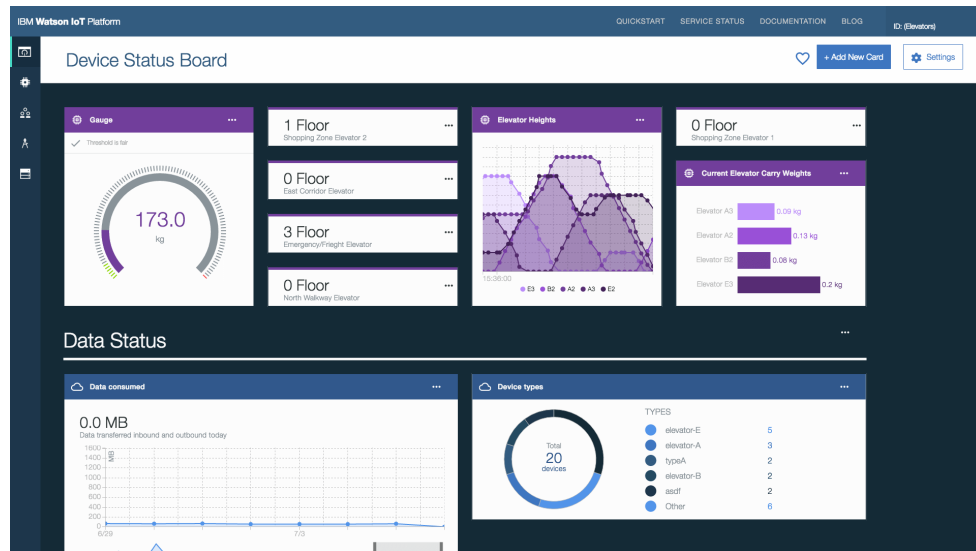 IBM Watson IoT Platform
QUICKSTART SERVICE STATUS DOCUMENTATION BLOG
ID: (Elevators)
Device Status Board
+ Add New Card
Settings
Gauge
Threshold is fair
173.0
kg
1 Floor
Shopping Zone Elevator 2
0 Floor
East Corridor Elevator
3 Floor
Emergency/Frieght Elevator
0 Floor
North Walkway Elevator
Elevator Heights
15:36:00
E3 B2 A2 A3 E2
0 Floor
Shopping Zone Elevator 1
Current Elevator Carry Weights
Elevator A3 0.09 kg
Elevator A2 0.13 kg
Elevator B2 0.08 kg
Elevator E3 0.2 kg
Data Status
Data consumed
0.0 MB
Data transferred inbound and outbound today
MB
1600
1400
1200
1000
800
600
400
200
0
6/29 7/3
Device types
Total
20
devices
TYPES
elevator-E 5
elevator-A 3
typeA 2
elevator-B 2
asdf 2
Other 6